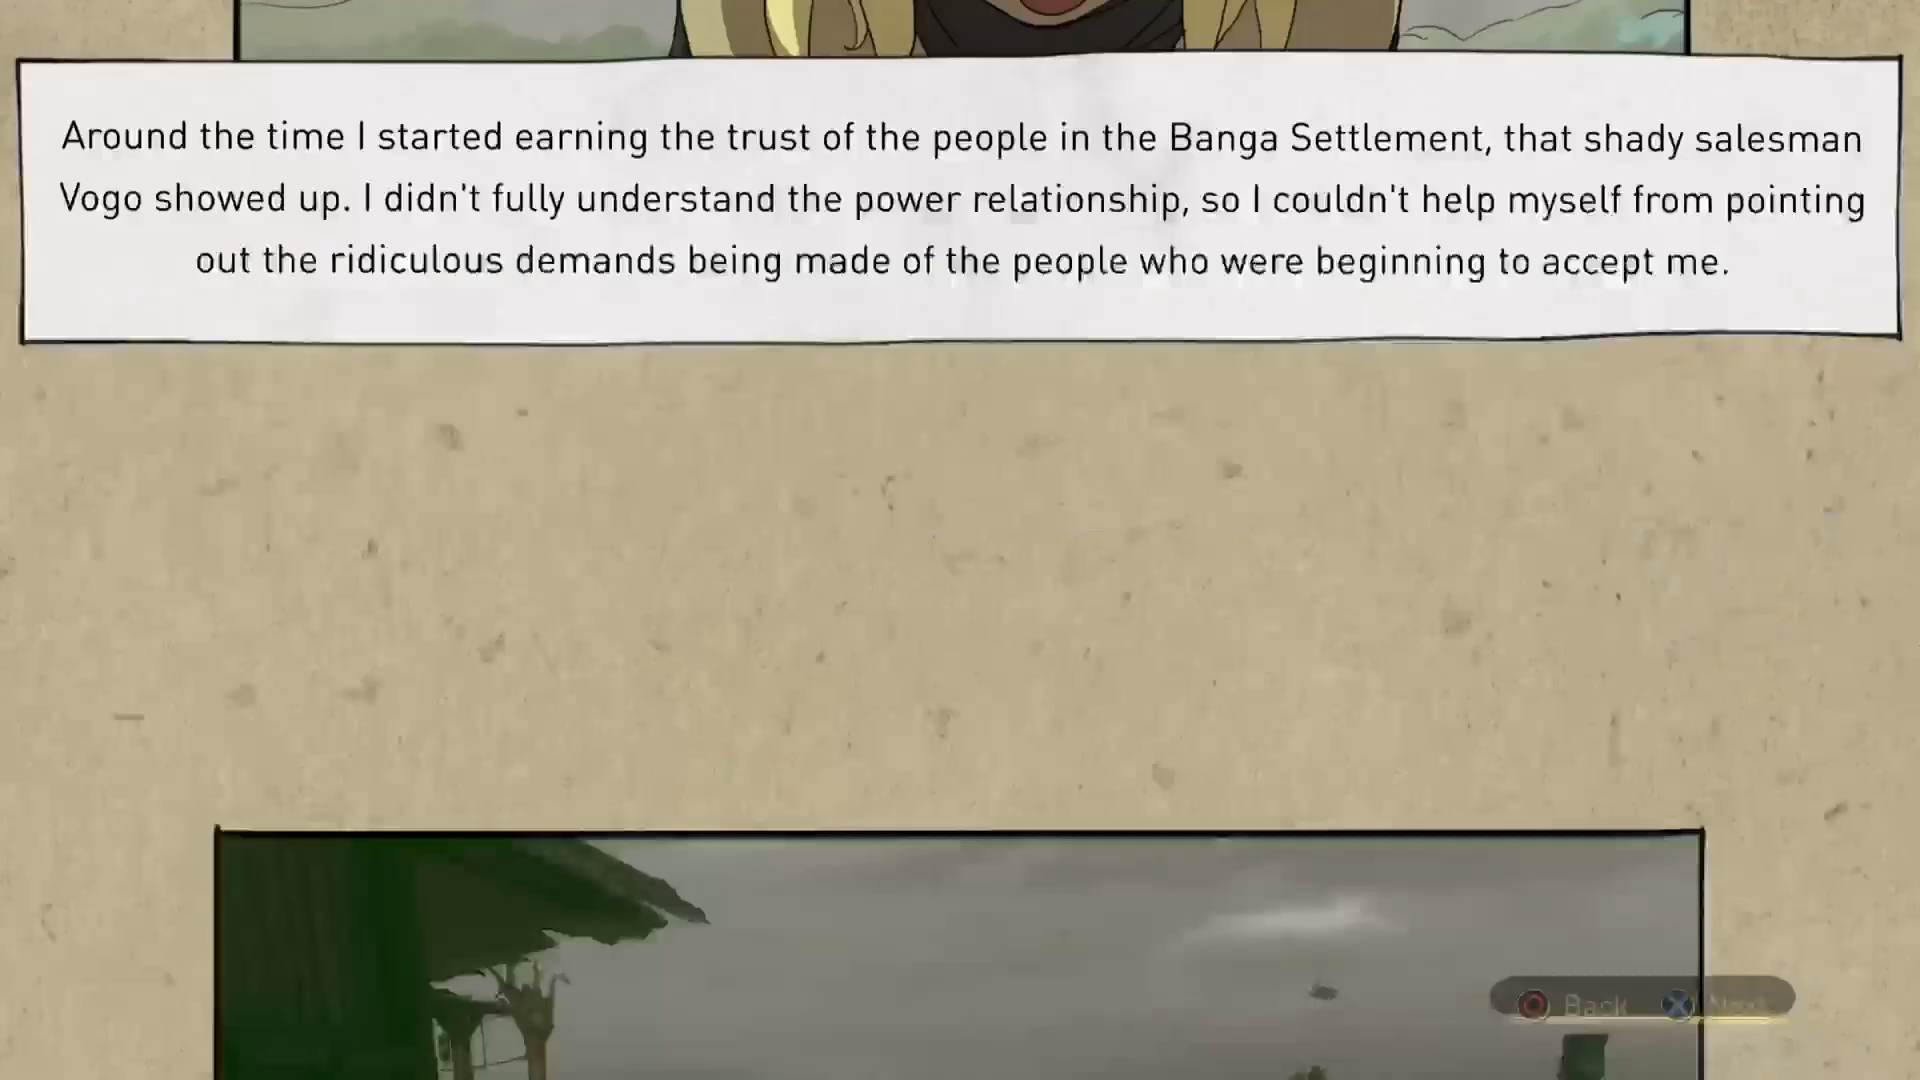 Around the time I started earning the trust of the people in the Banga Settlement, that shady salesman
Vogo showed up. I didn't fully understand the power relationship, so I couldn't help myself from pointing
out the ridiculous demands being made of the people who were beginning to accept me.
Back Next